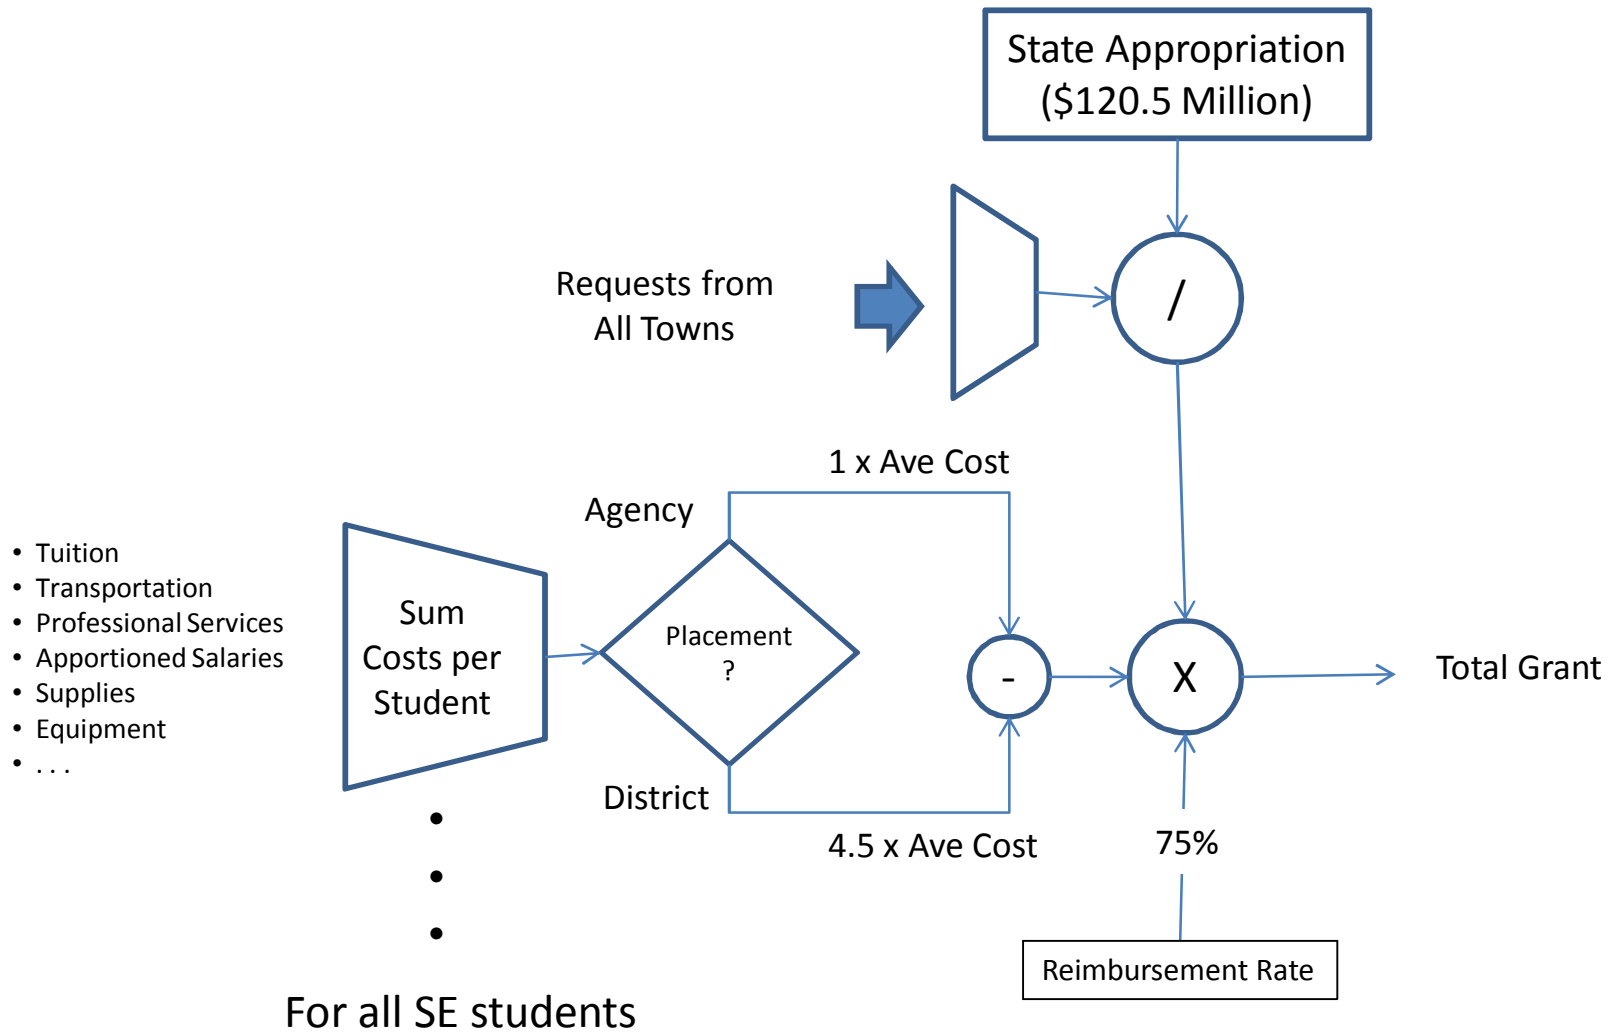 State Appropriation
($120.5 Million)
Requests from
All Towns
/
1 x Ave Cost
Agency
• Tuition
• Transportation
• Professional Services
• Apportioned Salaries
• Supplies
• Equipment
• . . .
Sum
Costs per
Student
Placement
?
-
X
Total Grant
District
4.5 x Ave Cost
75%
Reimbursement Rate
For all SE students